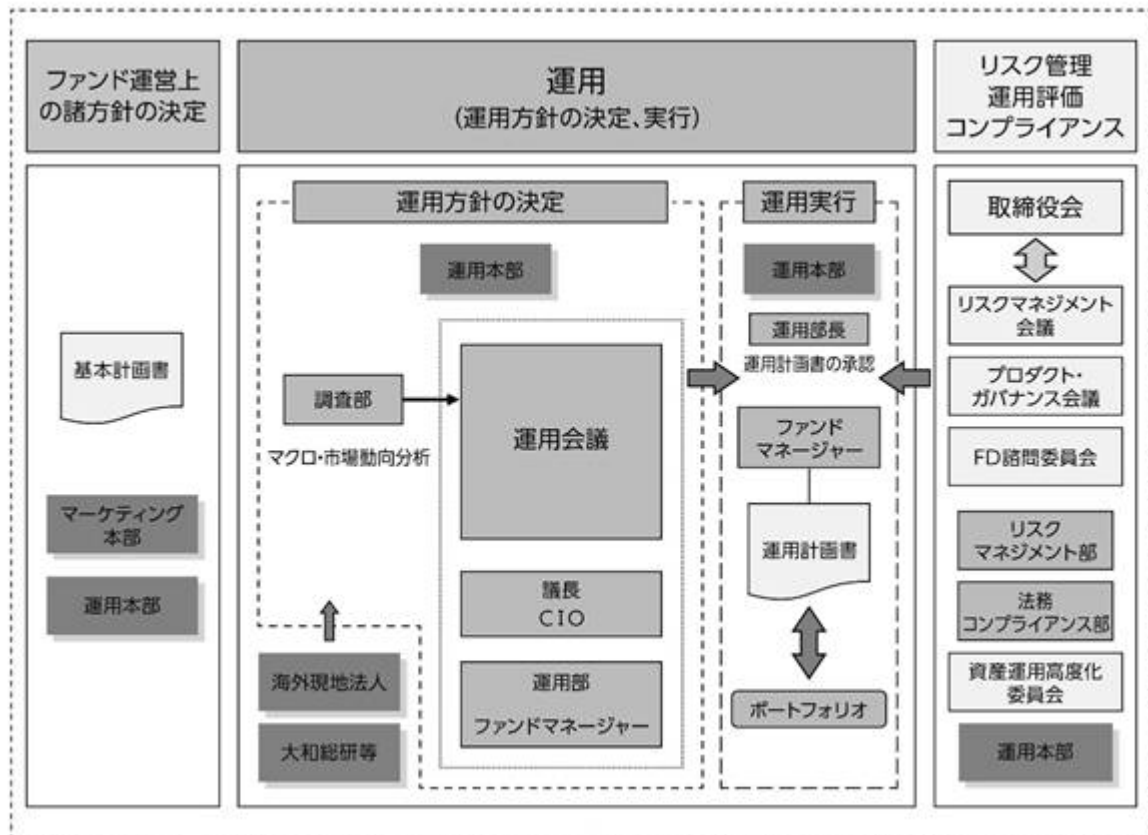 ファンド運営上
の諸方針の決定
運用
(運用方針の決定、実行)
リスク管理
運用評価
コンプライアンス
基本計画書
マーケティング
本部
運用本部
運用方針の決定
運用本部
調査部
マクロ・市場動向分析
運用会議
議長
CIO
運用部
ファンドマネージャー
海外現地法人
大和総研等
運用実行
運用本部
運用部長
運用計画書の承認
ファンド
マネージャー
運用計画書
ポートフォリオ
取締役会
リスクマネジメント
会議
プロダクト・
ガバナンス会議
FD諮問委員会
リスク
マネジメント部
法務
コンプライアンス部
資産運用高度化
委員会
運用本部